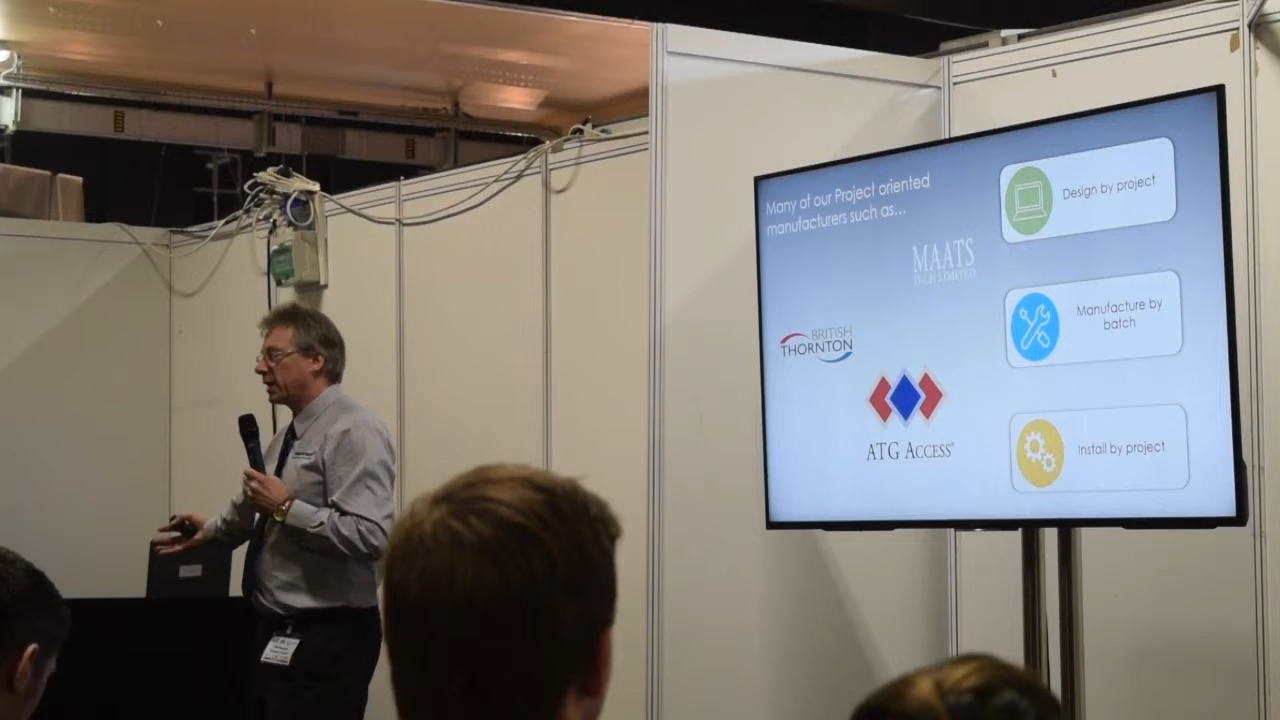 Many of our Project oriented
manufacturers such as...
MAATS
TECH LIMITED
BRITISH
THORNTON
ATG ACCESS®
Design by project
Manufacture by
batch
Install by project